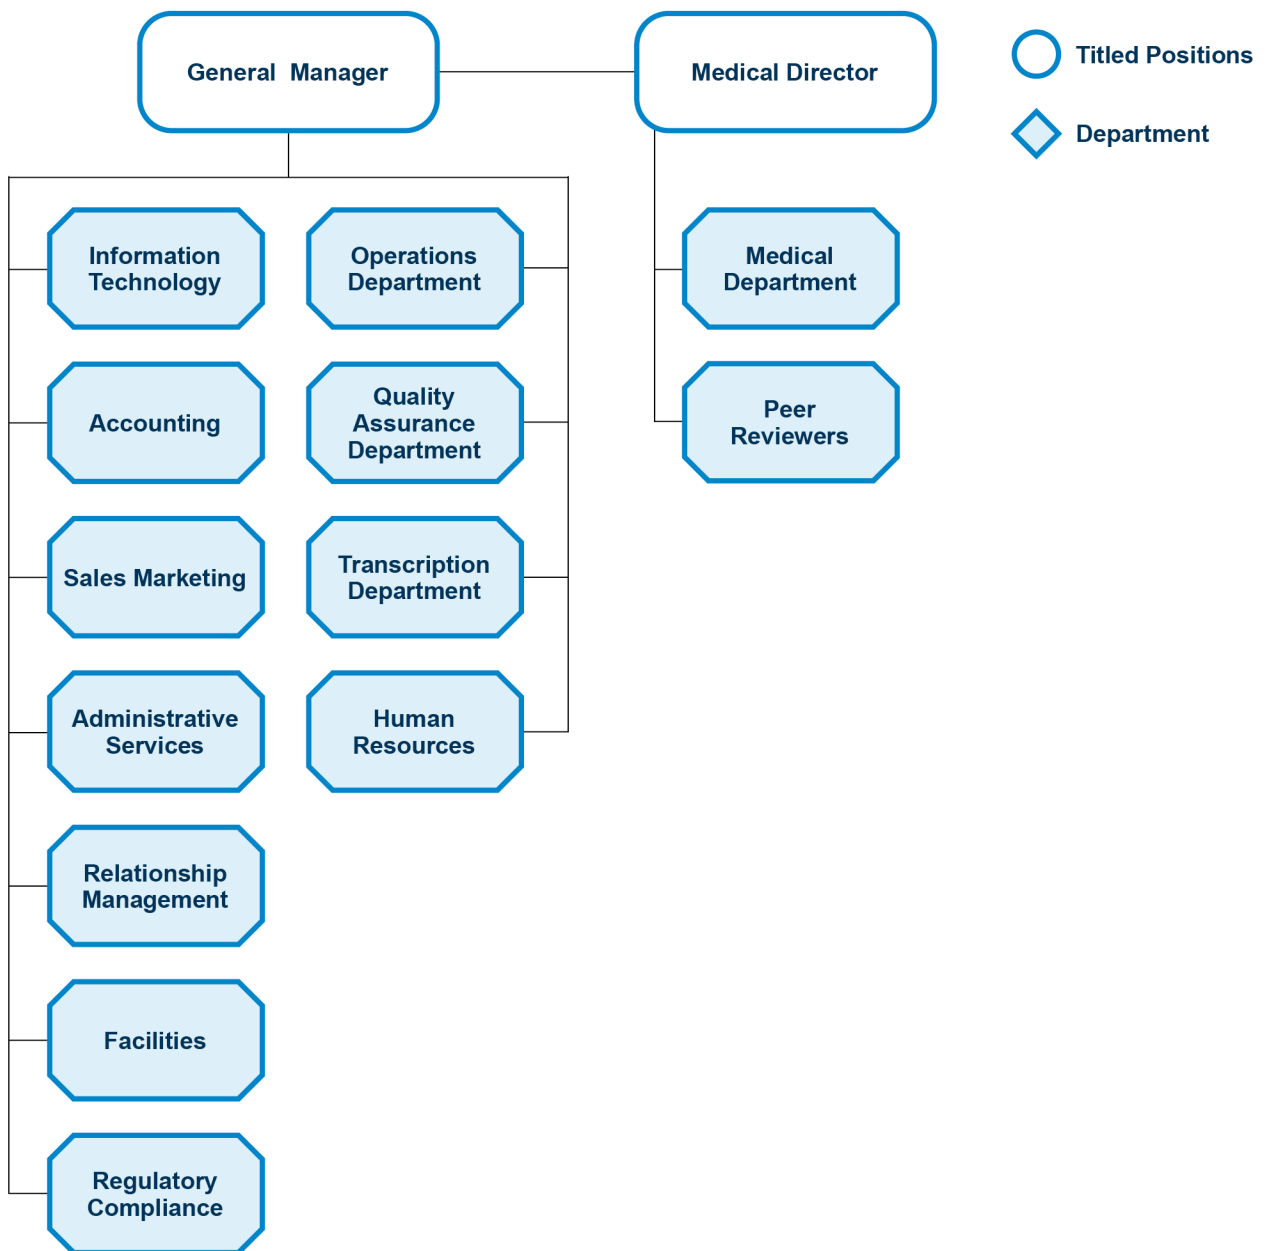 General  Manager
Medical Director
Titled Positions
Department
Information
Technology
Operations
Department
Medical
Department
Accounting
Quality
Assurance
Department
Peer
Reviewers
Sales Marketing
Transcription
Department
Administrative
Services
Human
Resources
Relationship
Management
Facilities
Regulatory
Compliance